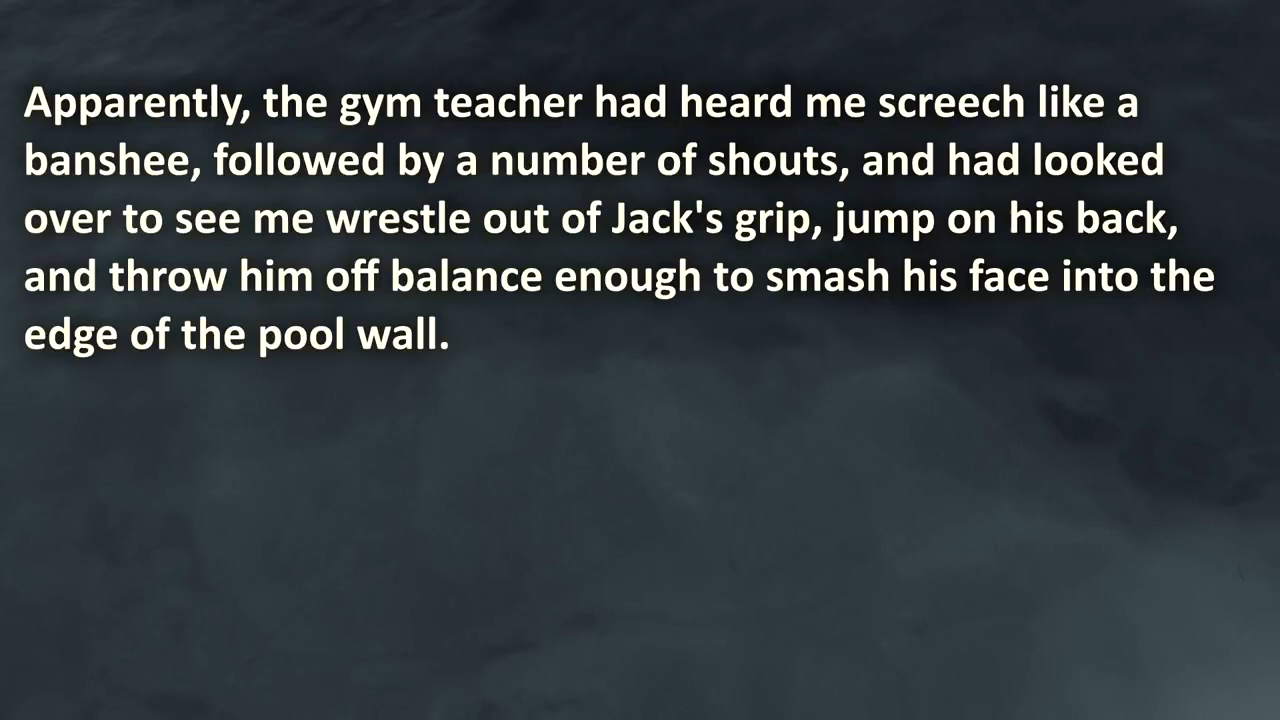 Apparently, the gym teacher had heard me screech like a
banshee, followed by a number of shouts, and had looked
over to see me wrestle out of Jack's grip, jump on his back,
and throw him off balance enough to smash his face into the
edge of the pool wall.